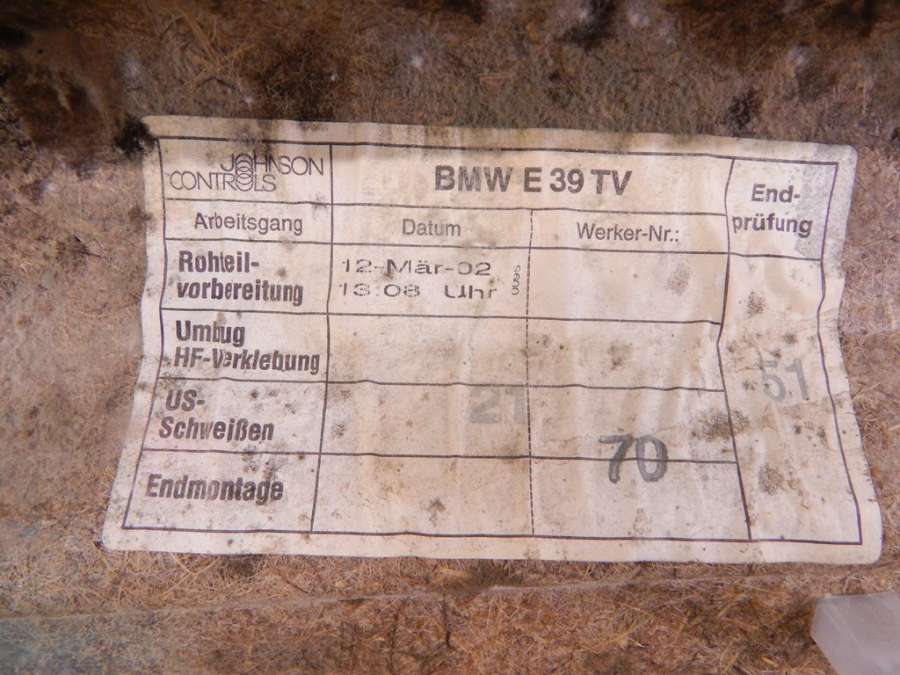 JOHNSON
CONTROLS
BMW E 39 TV
End-
prüfung
Arbeitsgang
Datum
Werker-Nr.:
Rohteil-
vorbereitung
12-Mär-02
13:08 Uhr
Umbug
HF-Verklebung
51
US-
Schweißen
21
70
Endmontage